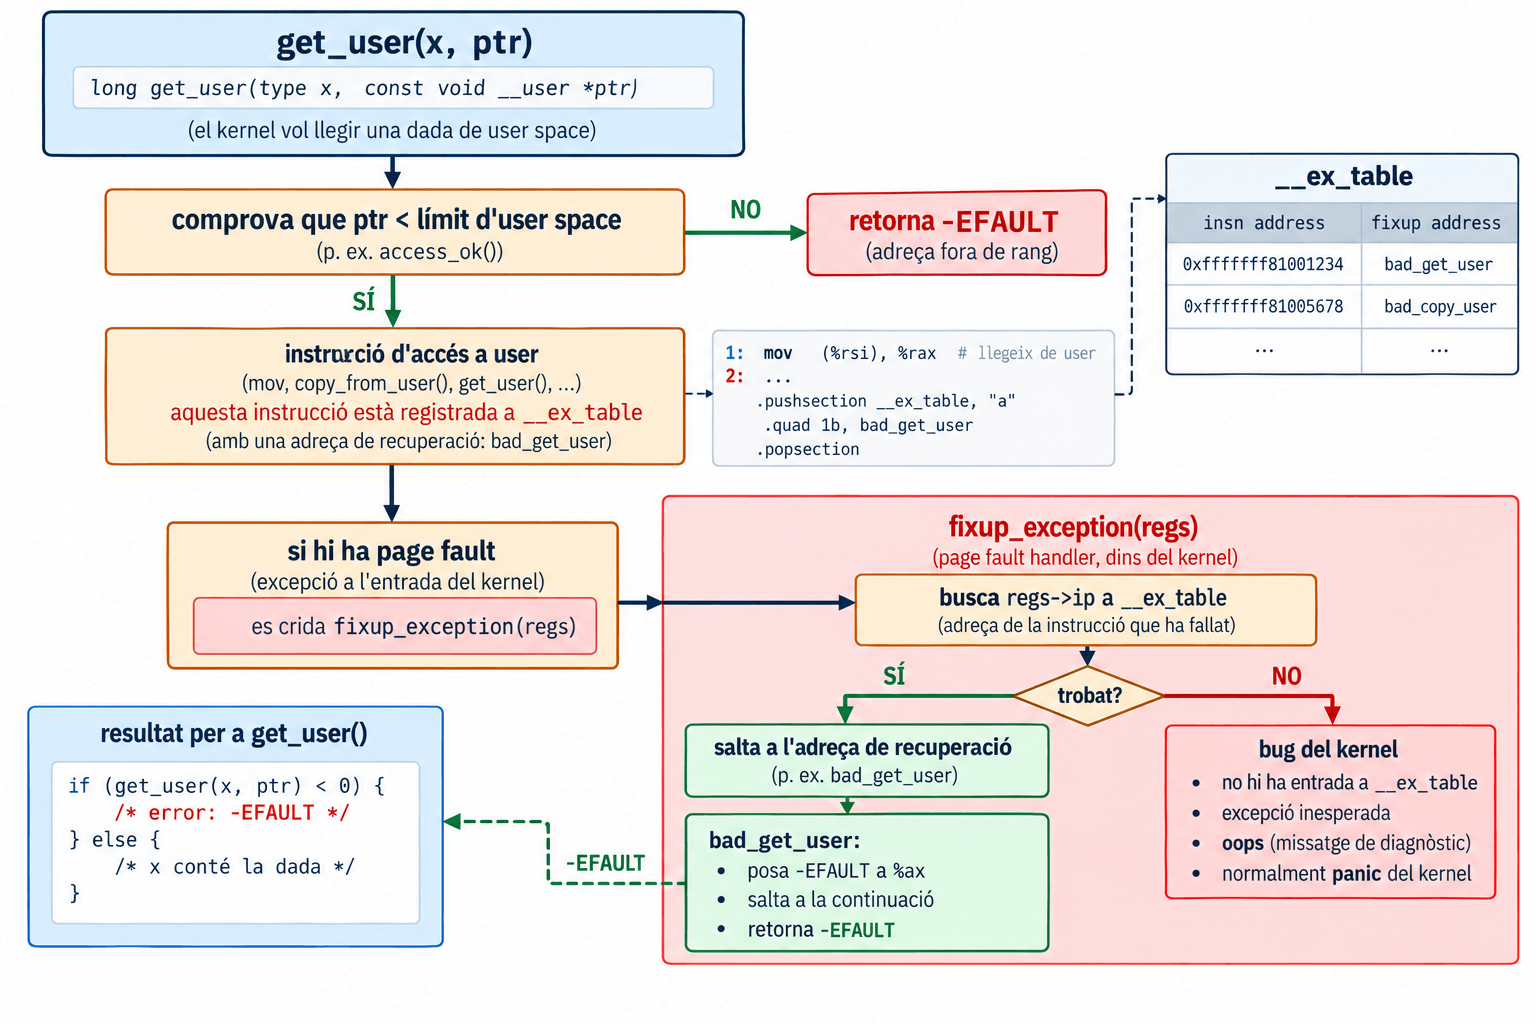 get_user(x, ptr)
long get_user(type x, const void __user *ptr)
(el kernel vol llegir una dada de user space)
comprova que ptr < límit d'user space
(p. ex. access_ok())
NO
retorna -EFAULT
(adreça fora de rang)
SÍ
instrucció d'accés a user
(mov, copy_from_user(), get_user(), ...)
aquesta instrucció està registrada a __ex_table
(amb una adreça de recuperació: bad_get_user)
1: mov (%rsi), %rax # llegeix de user
2: ...
.pushsection __ex_table, "a"
.quad 1b, bad_get_user
.popsection
__ex_table
insn address fixup address
0xfffffff81001234 bad_get_user
0xfffffff81005678 bad_copy_user
... ...
si hi ha page fault
(excepció a l'entrada del kernel)
es crida fixup_exception(regs)
fixup_exception(regs)
(page fault handler, dins del kernel)
busca regs->ip a __ex_table
(adreça de la instrucció que ha fallat)
trobat?
SÍ
NO
salta a l'adreça de recuperació
(p. ex. bad_get_user)
bad_get_user:
• posa -EFAULT a %ax
• salta a la continuació
• retorna -EFAULT
bug del kernel
• no hi ha entrada a __ex_table
• excepció inesperada
• oops (missatge de diagnòstic)
• normalment panic del kernel
-EFAULT
resultat per a get_user()
if (get_user(x, ptr) < 0) {
/* error: -EFAULT */
} else {
/* x conté la dada */
}